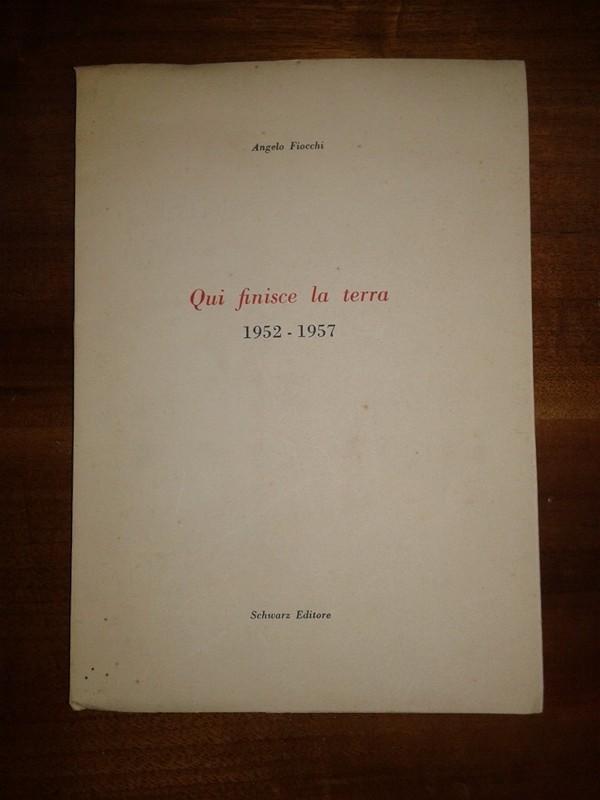 Angelo Fiocchi
Qui finisce la terra
1952 - 1957
Schwarz Editore